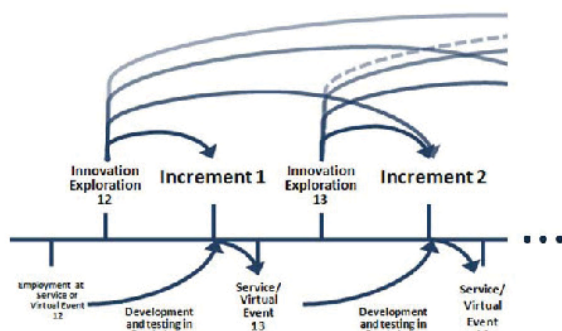 Innovation
Exploration
12
Increment 1
Innovation
Exploration
13
Increment 2
Employment at
service or
Virtual Event
12
Development
and testing in
Service/
Virtual
Event
13
Development
and testing in
Service/
Virtual
Event